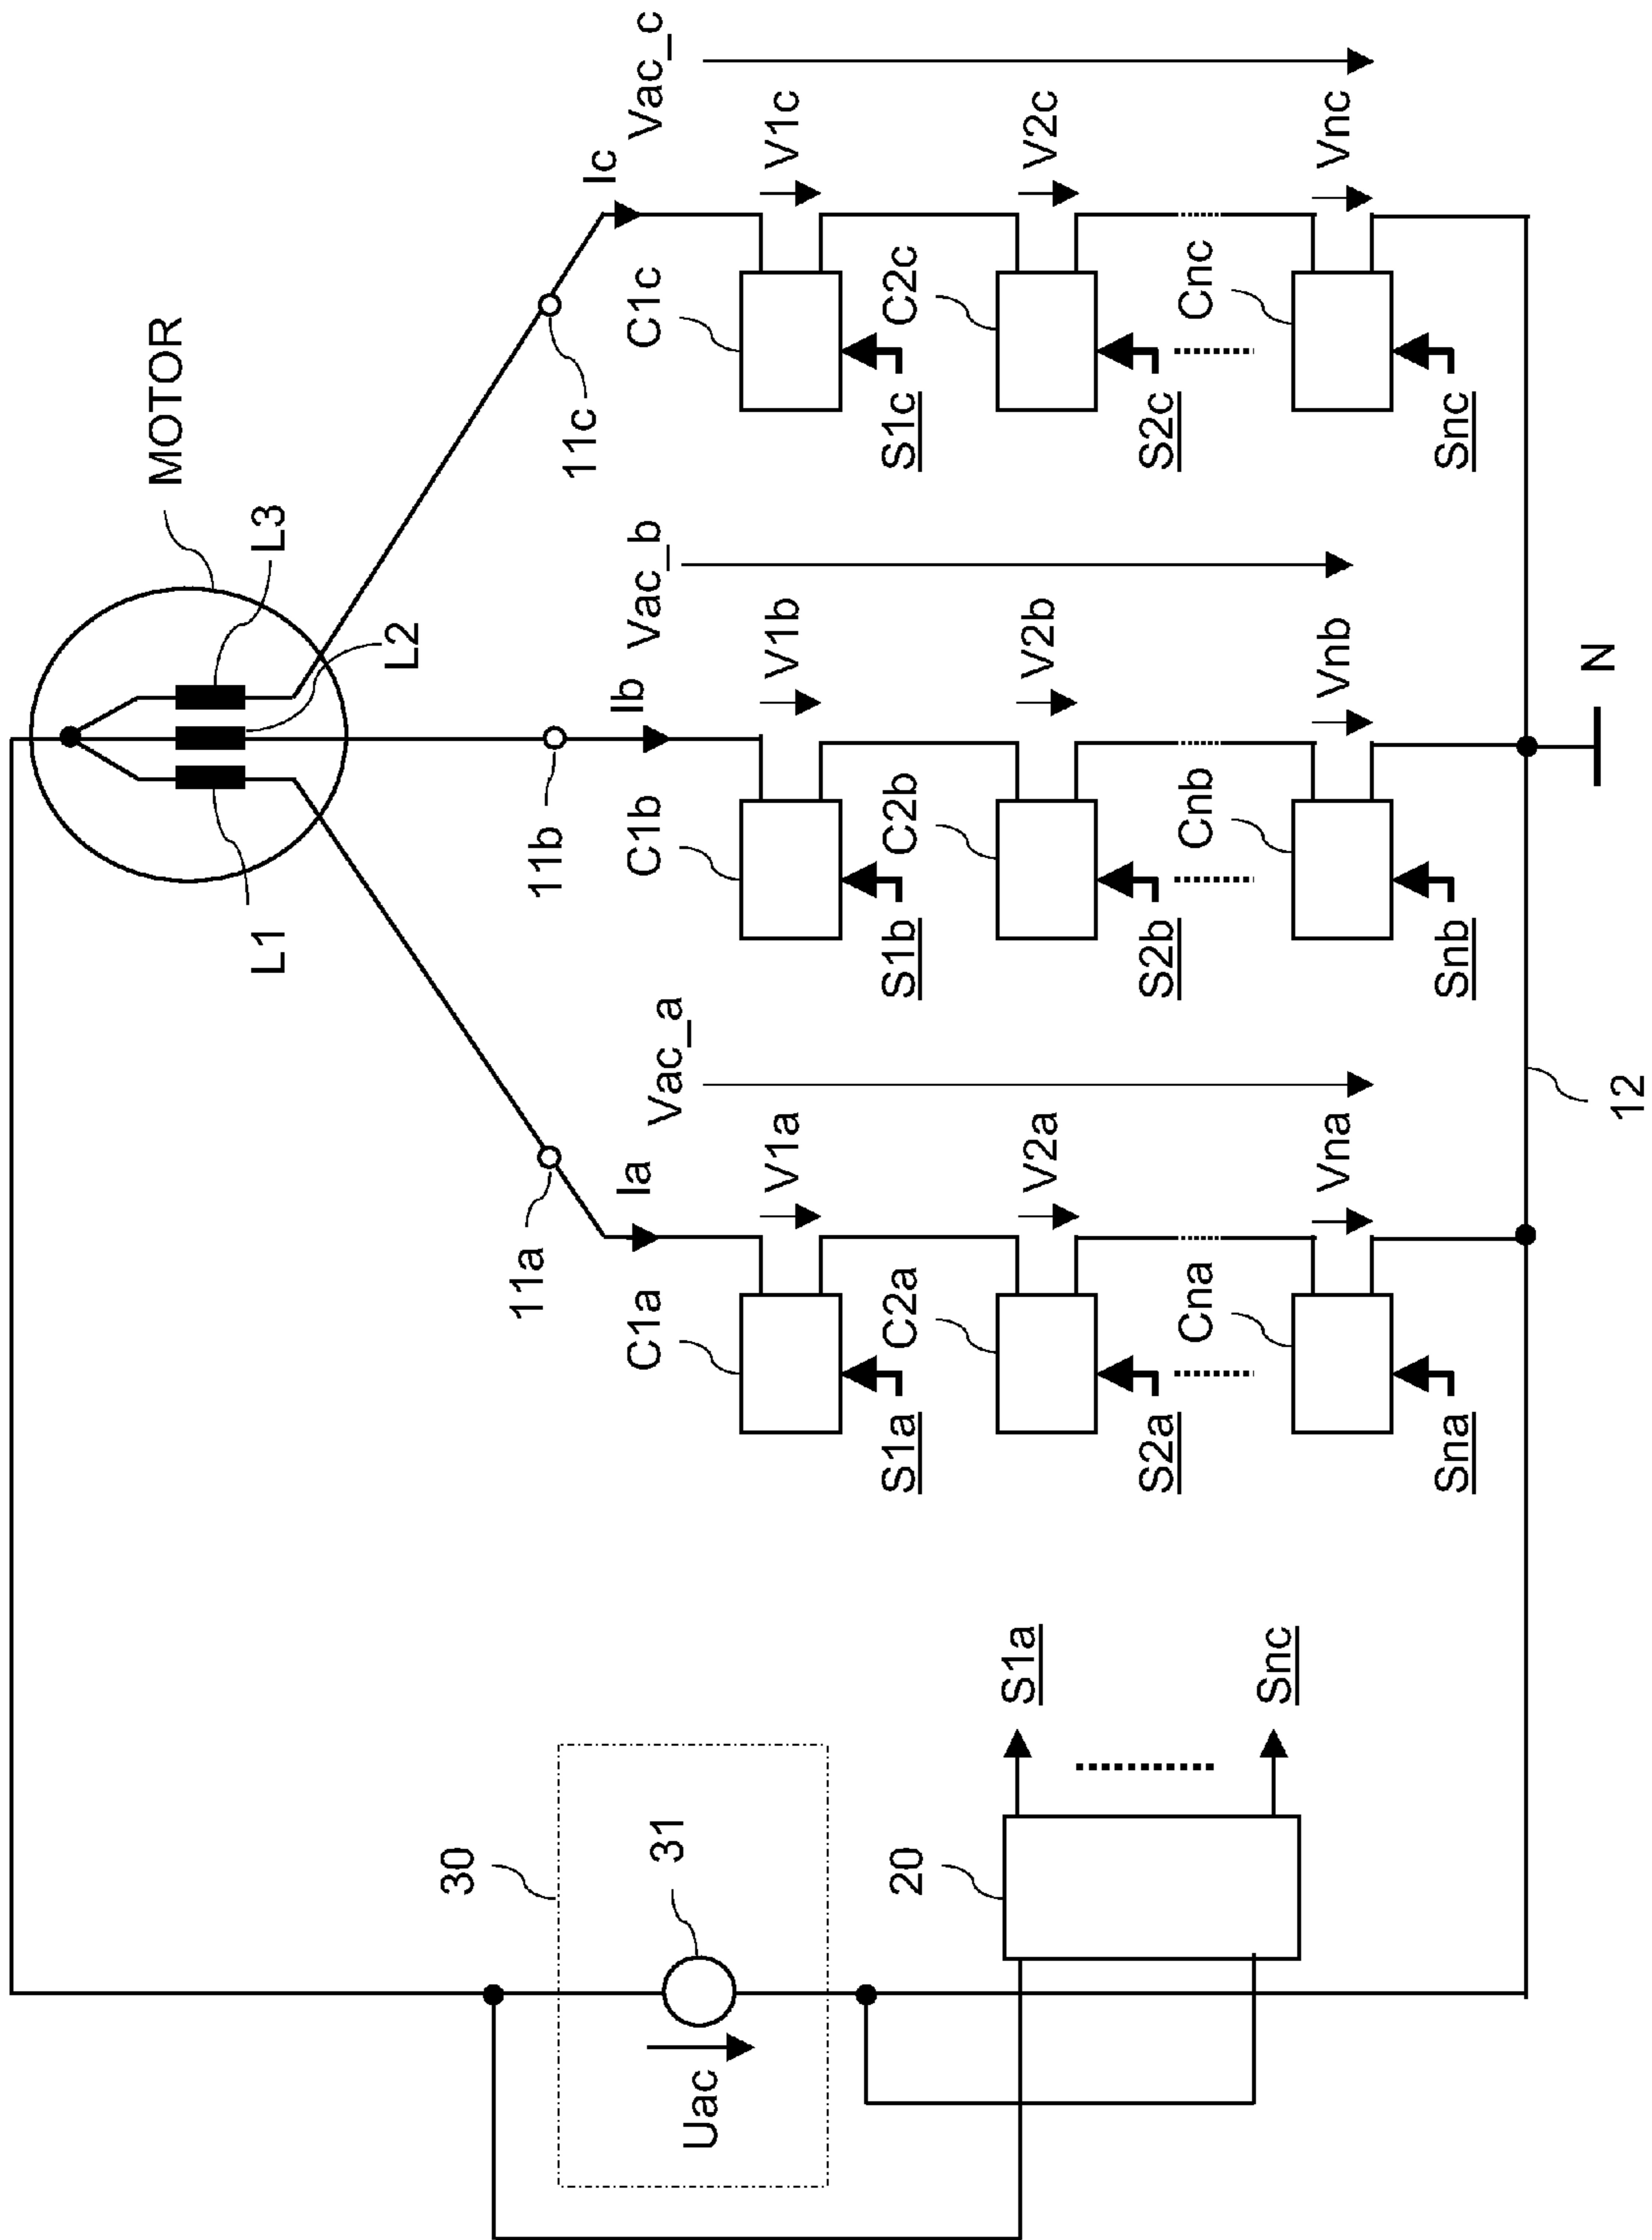 MOTOR
L1
L2
L3
11a
11b
11c
Ia
Ib
Ic
Vac_a
Vac_b
Vac_c
C1a
V1a
S1a
C2a
V2a
S2a
Cna
Vna
Sna
C1b
V1b
S1b
C2b
V2b
S2b
Cnb
Vnb
Snb
C1c
V1c
S1c
C2c
V2c
S2c
Cnc
Vnc
Snc
30
31
Uac
20
S1a
Snc
12
N